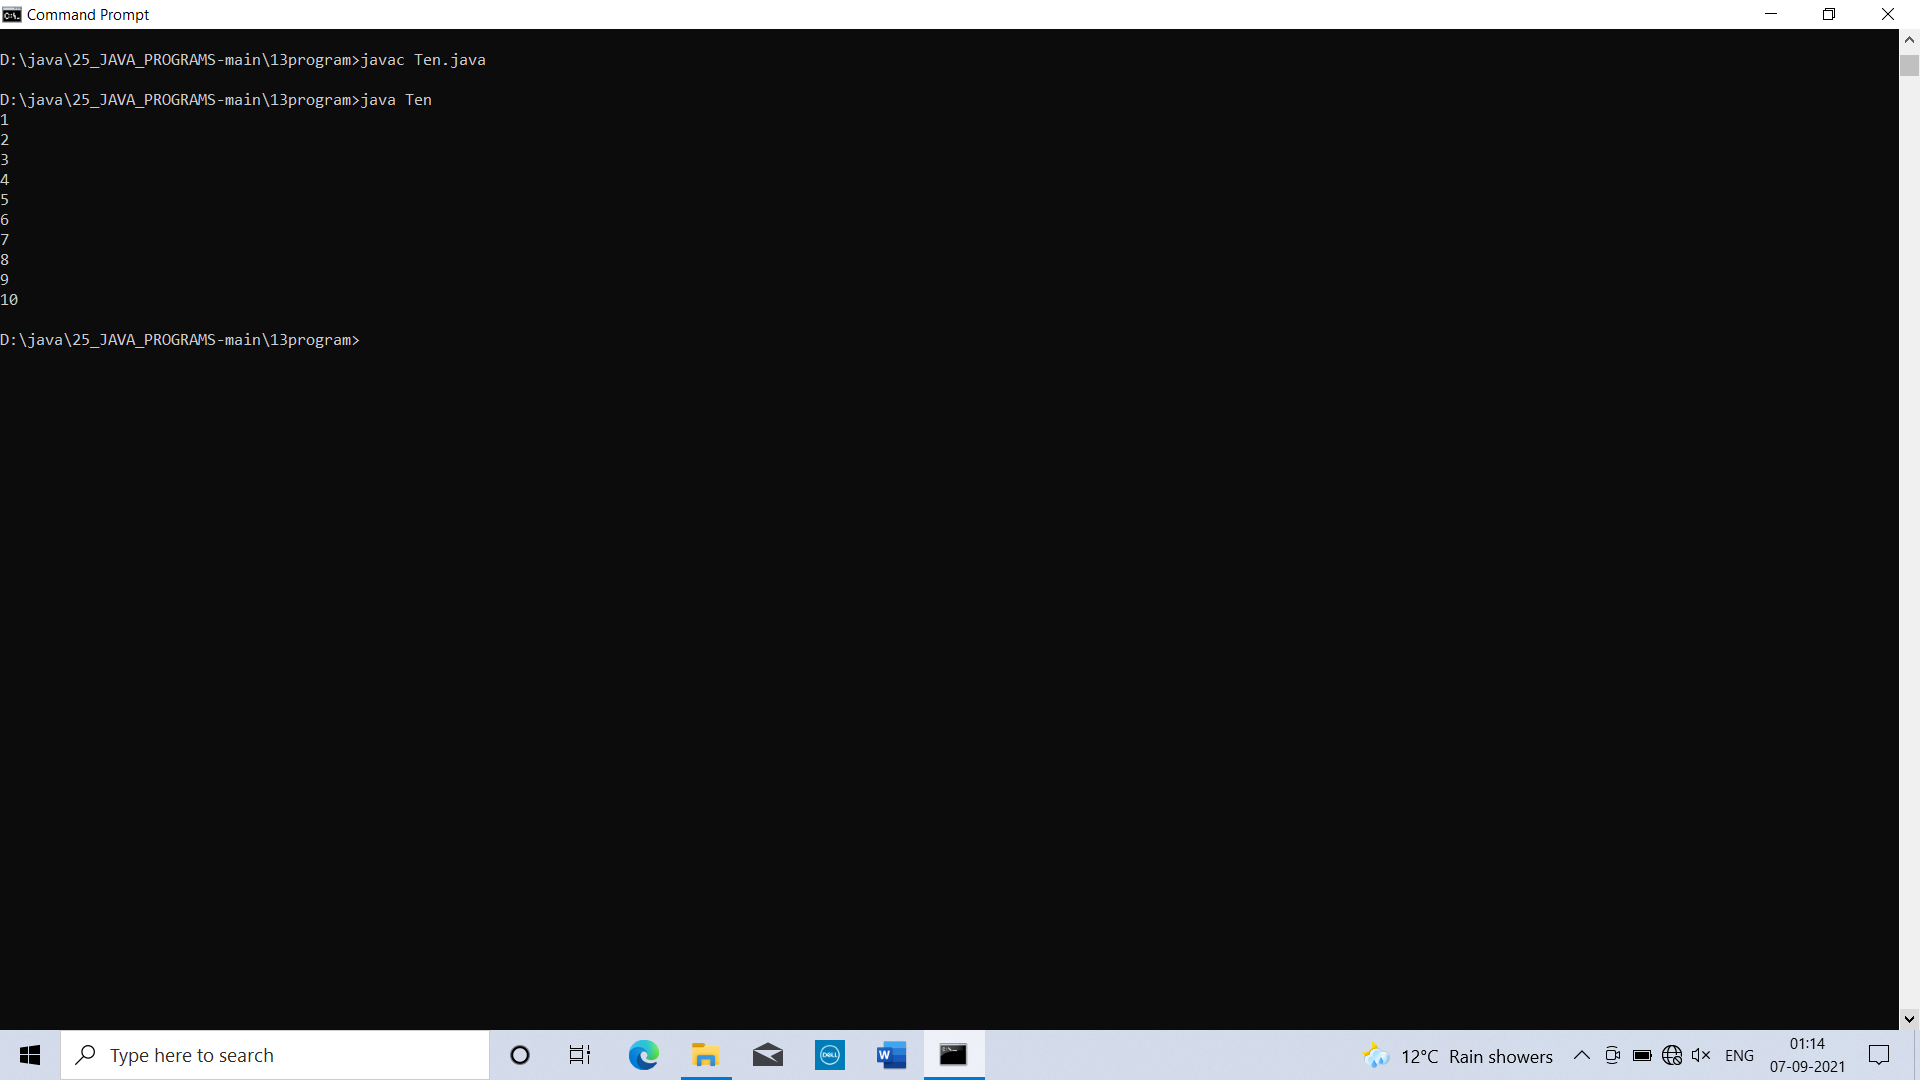 Command Prompt
D:\java\25_JAVA_PROGRAMS-main\13program>javac Ten.java
D:\java\25_JAVA_PROGRAMS-main\13program>java Ten
1
2
3
4
5
6
7
8
9
10
D:\java\25_JAVA_PROGRAMS-main\13program>
Type here to search
DELL
W
12°C Rain showers
ENG
01:14
07-09-2021